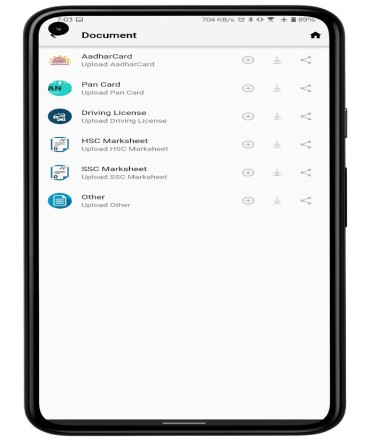 7:03
704 KB/s
89%
Document
AadharCard
Upload AadharCard
AN
Pan Card
Upload Pan Card
Driving License
Upload Driving License
HSC Marksheet
Upload HSC Marksheet
SSC Marksheet
Upload SSC Marksheet
Other
Upload Other